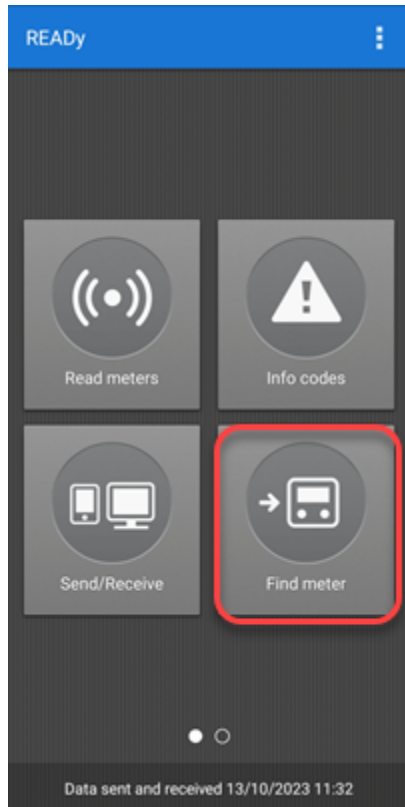 READy
Read meters
Info codes
Send/Receive
Find meter
Data sent and received 13/10/2023 11:32